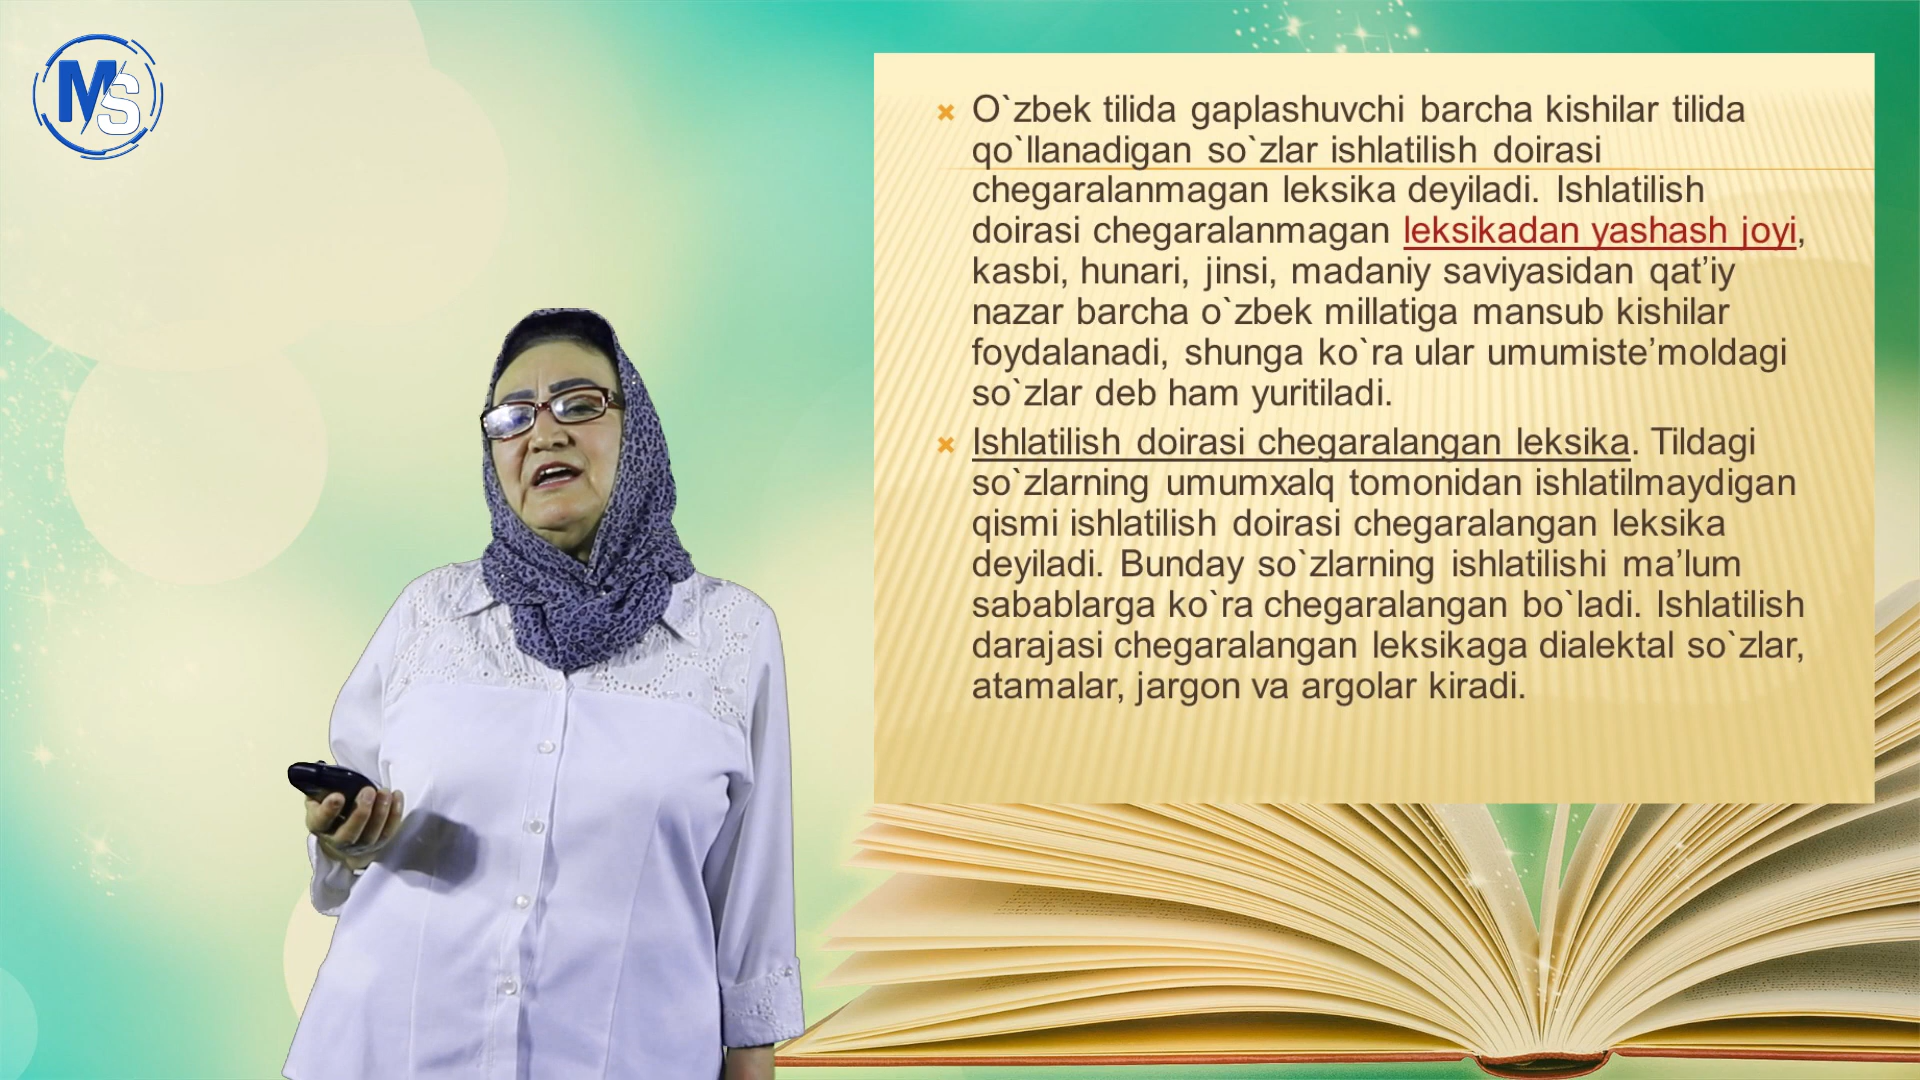 MS
O`zbek tilida gaplashuvchi barcha kishilar tilida
qo`llanadigan so`zlar ishlatilish doirasi
chegaralanmagan leksika deyiladi. Ishlatilish
doirasi chegaralanmagan leksikadan yashash joyi,
kasbi, hunari, jinsi, madaniy saviyasidan qat’iy
nazar barcha o`zbek millatiga mansub kishilar
foydalanadi, shunga ko`ra ular umumiste’moldagi
so`zlar deb ham yuritiladi.
Ishlatilish doirasi chegaralangan leksika. Tildagi
so`zlarning umumxalq tomonidan ishlatilmaydigan
qismi ishlatilish doirasi chegaralangan leksika
deyiladi. Bunday so`zlarning ishlatilishi ma’lum
sabablarga ko`ra chegaralangan bo`ladi. Ishlatilish
darajasi chegaralangan leksikaga dialektal so`zlar,
atamalar, jargon va argolar kiradi.